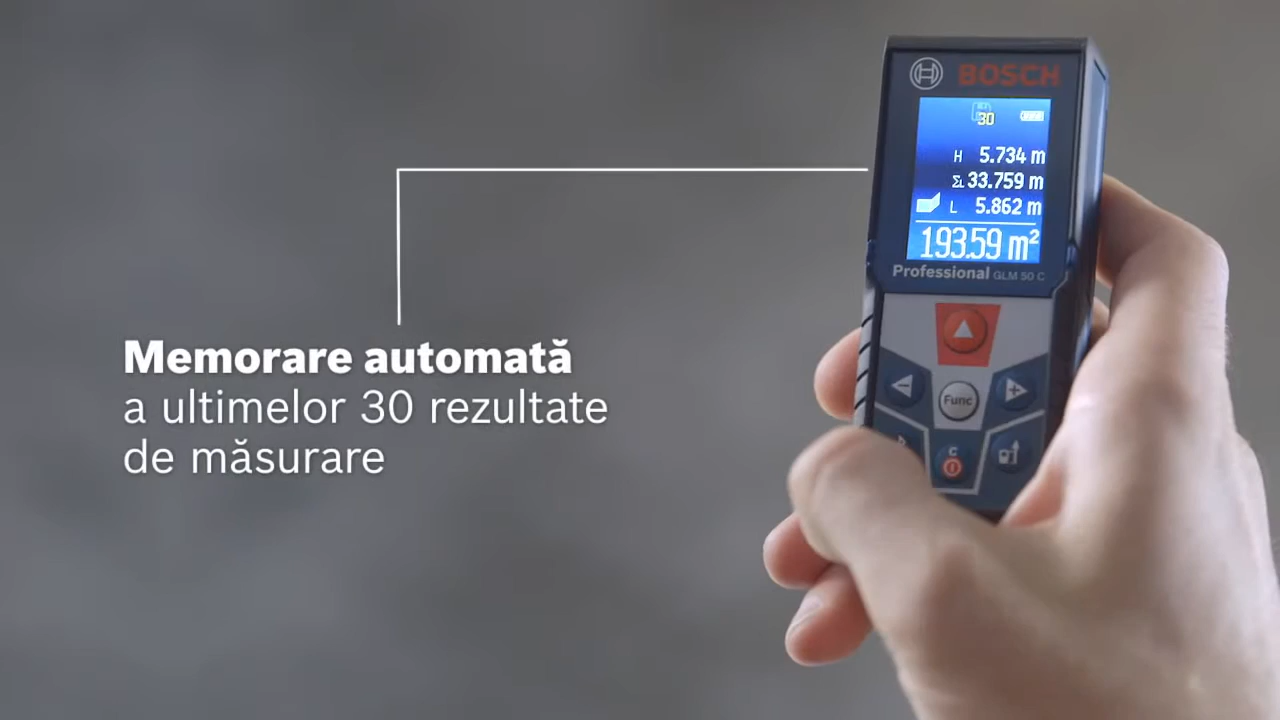 BOSCH
30
H 5.734 m
Σ₁ 33.759 m
L 5.862 m
193.59 m²
Professional GLM 50 C
Func
C
Memorare automată
a ultimelor 30 rezultate
de măsurare